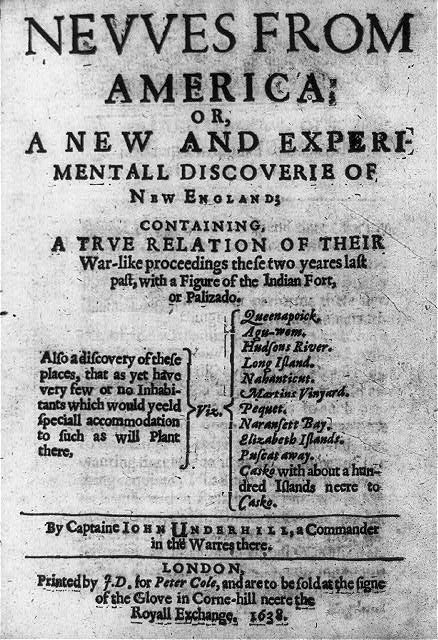 NEVVES FROM
AMERICA;
OR,
A NEW AND EXPERI-
MENTALL DISCOVERIE OF
NEW ENGLAND;
CONTAINING,
A TRVE RELATION OF THEIR
War-like proceedings these two yeares last
past, with a Figure of the Indian Fort,
or Palizado.
Also a discovery of these
places, that as yet have
very few or no Inhabi-
tants which would yeeld
speciall accommodation
to such as will Plant
there,
Viz.
Queenapoick.
Agu-wom.
Hudsons River.
Long Island.
Nahanticut.
Martins Vinyard.
Pequet.
Naransett Bay.
Elizabeth Islands.
Puscat away.
Casko with about a hun-
dred Islands neere to
Casko.
By Captaine IOHN UNDERHILL, a Commander
in the Warres there.
LONDON,
Printed by J.D. for Peter Cole, and are to be sold at the signe
of the Glove in Corne-hill neere the
Royall Exchange. 1638.